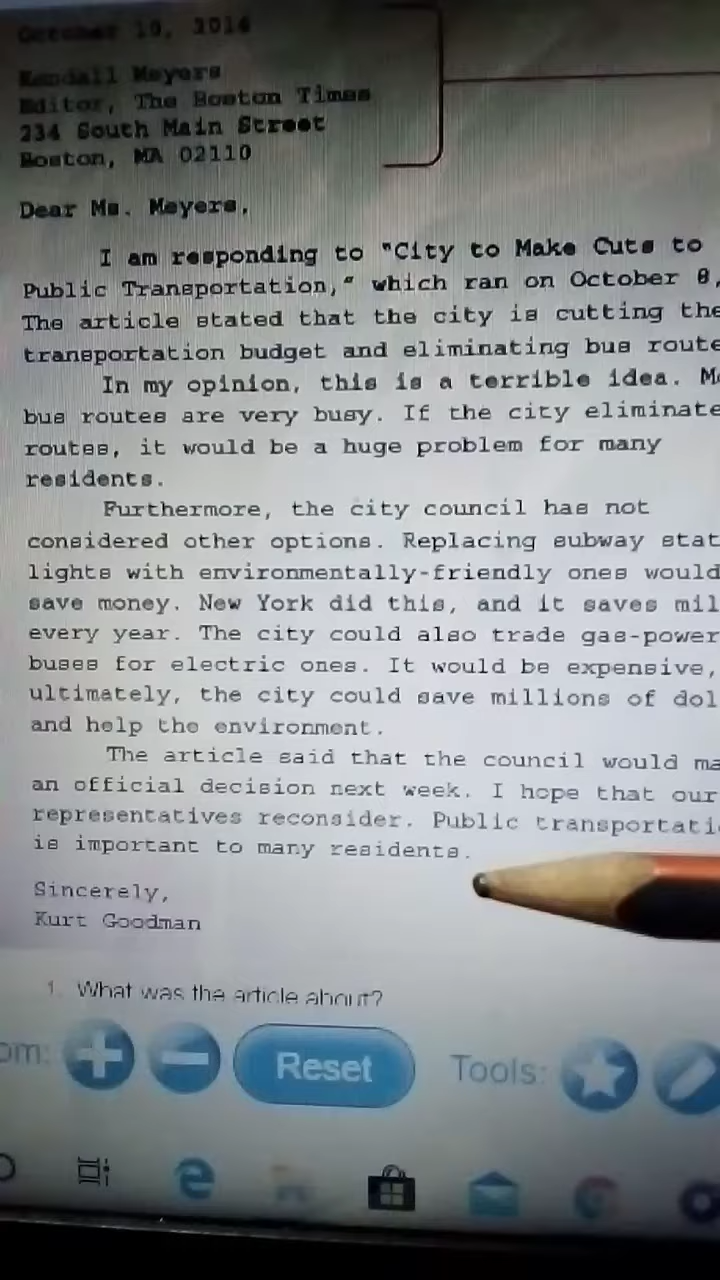 October 10, 2014
Kendall Meyers
Editor, The Boston Times
234 South Main Street
Boston, MA 02110
Dear Ms. Meyers,
I am responding to "City to Make Cuts to
Public Transportation," which ran on October 8,
The article stated that the city is cutting the
transportation budget and eliminating bus route
In my opinion, this is a terrible idea. Mo
bus routes are very busy. If the city eliminate
routes, it would be a huge problem for many
residents.
Furthermore, the city council has not
considered other options. Replacing subway stat
lights with environmentally-friendly ones would
save money. New York did this, and it saves mil
every year. The city could also trade gas-power
buses for electric ones. It would be expensive,
ultimately, the city could save millions of dol
and help the environment.
The article said that the council would ma
an official decision next week. I hope that our
representatives reconsider. Public transportati
is important to many residents.
Sincerely,
Kurt Goodman
1. What was the article about?
om:
Reset
Tools: